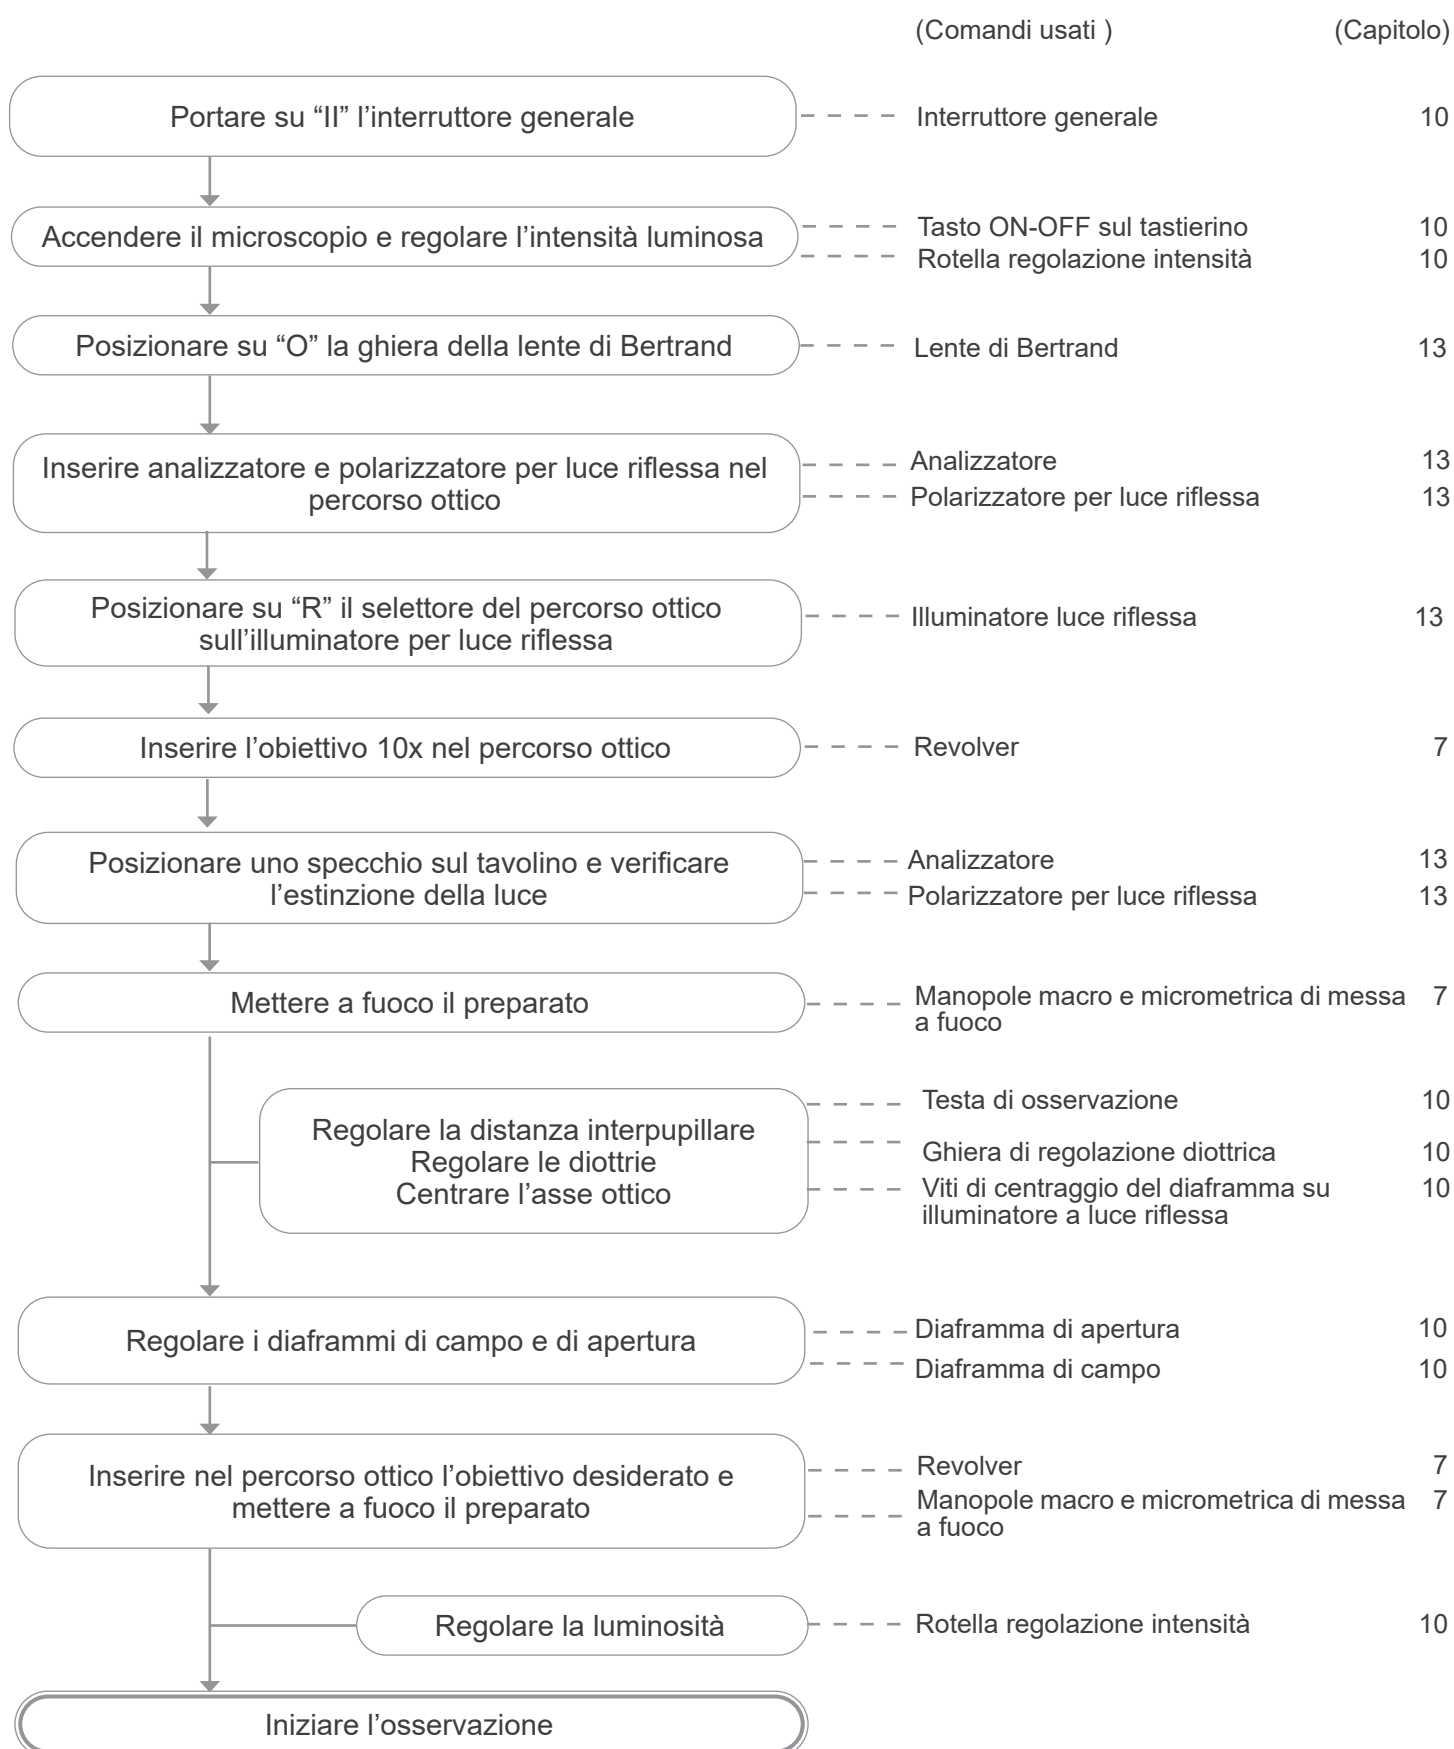 (Comandi usati ) (Capitolo)
Portare su “II” l’interruttore generale
Interruttore generale 10
Accendere il microscopio e regolare l’intensità luminosa
Tasto ON-OFF sul tastierino 10
Rotella regolazione intensità 10
Posizionare su “O” la ghiera della lente di Bertrand
Lente di Bertrand 13
Inserire analizzatore e polarizzatore per luce riflessa nel
percorso ottico
Analizzatore 13
Polarizzatore per luce riflessa 13
Posizionare su “R” il selettore del percorso ottico
sull’illuminatore per luce riflessa
Illuminatore luce riflessa 13
Inserire l’obiettivo 10x nel percorso ottico
Revolver 7
Posizionare uno specchio sul tavolino e verificare
l’estinzione della luce
Analizzatore 13
Polarizzatore per luce riflessa 13
Mettere a fuoco il preparato
Manopole macro e micrometrica di messa 7
a fuoco
Regolare la distanza interpupillare
Regolare le diottrie
Centrare l’asse ottico
Testa di osservazione 10
Ghiera di regolazione diottrica 10
Viti di centraggio del diaframma su 10
illuminatore a luce riflessa
Regolare i diaframmi di campo e di apertura
Diaframma di apertura 10
Diaframma di campo 10
Inserire nel percorso ottico l’obiettivo desiderato e
mettere a fuoco il preparato
Revolver 7
Manopole macro e micrometrica di messa 7
a fuoco
Regolare la luminosità
Rotella regolazione intensità 10
Iniziare l’osservazione